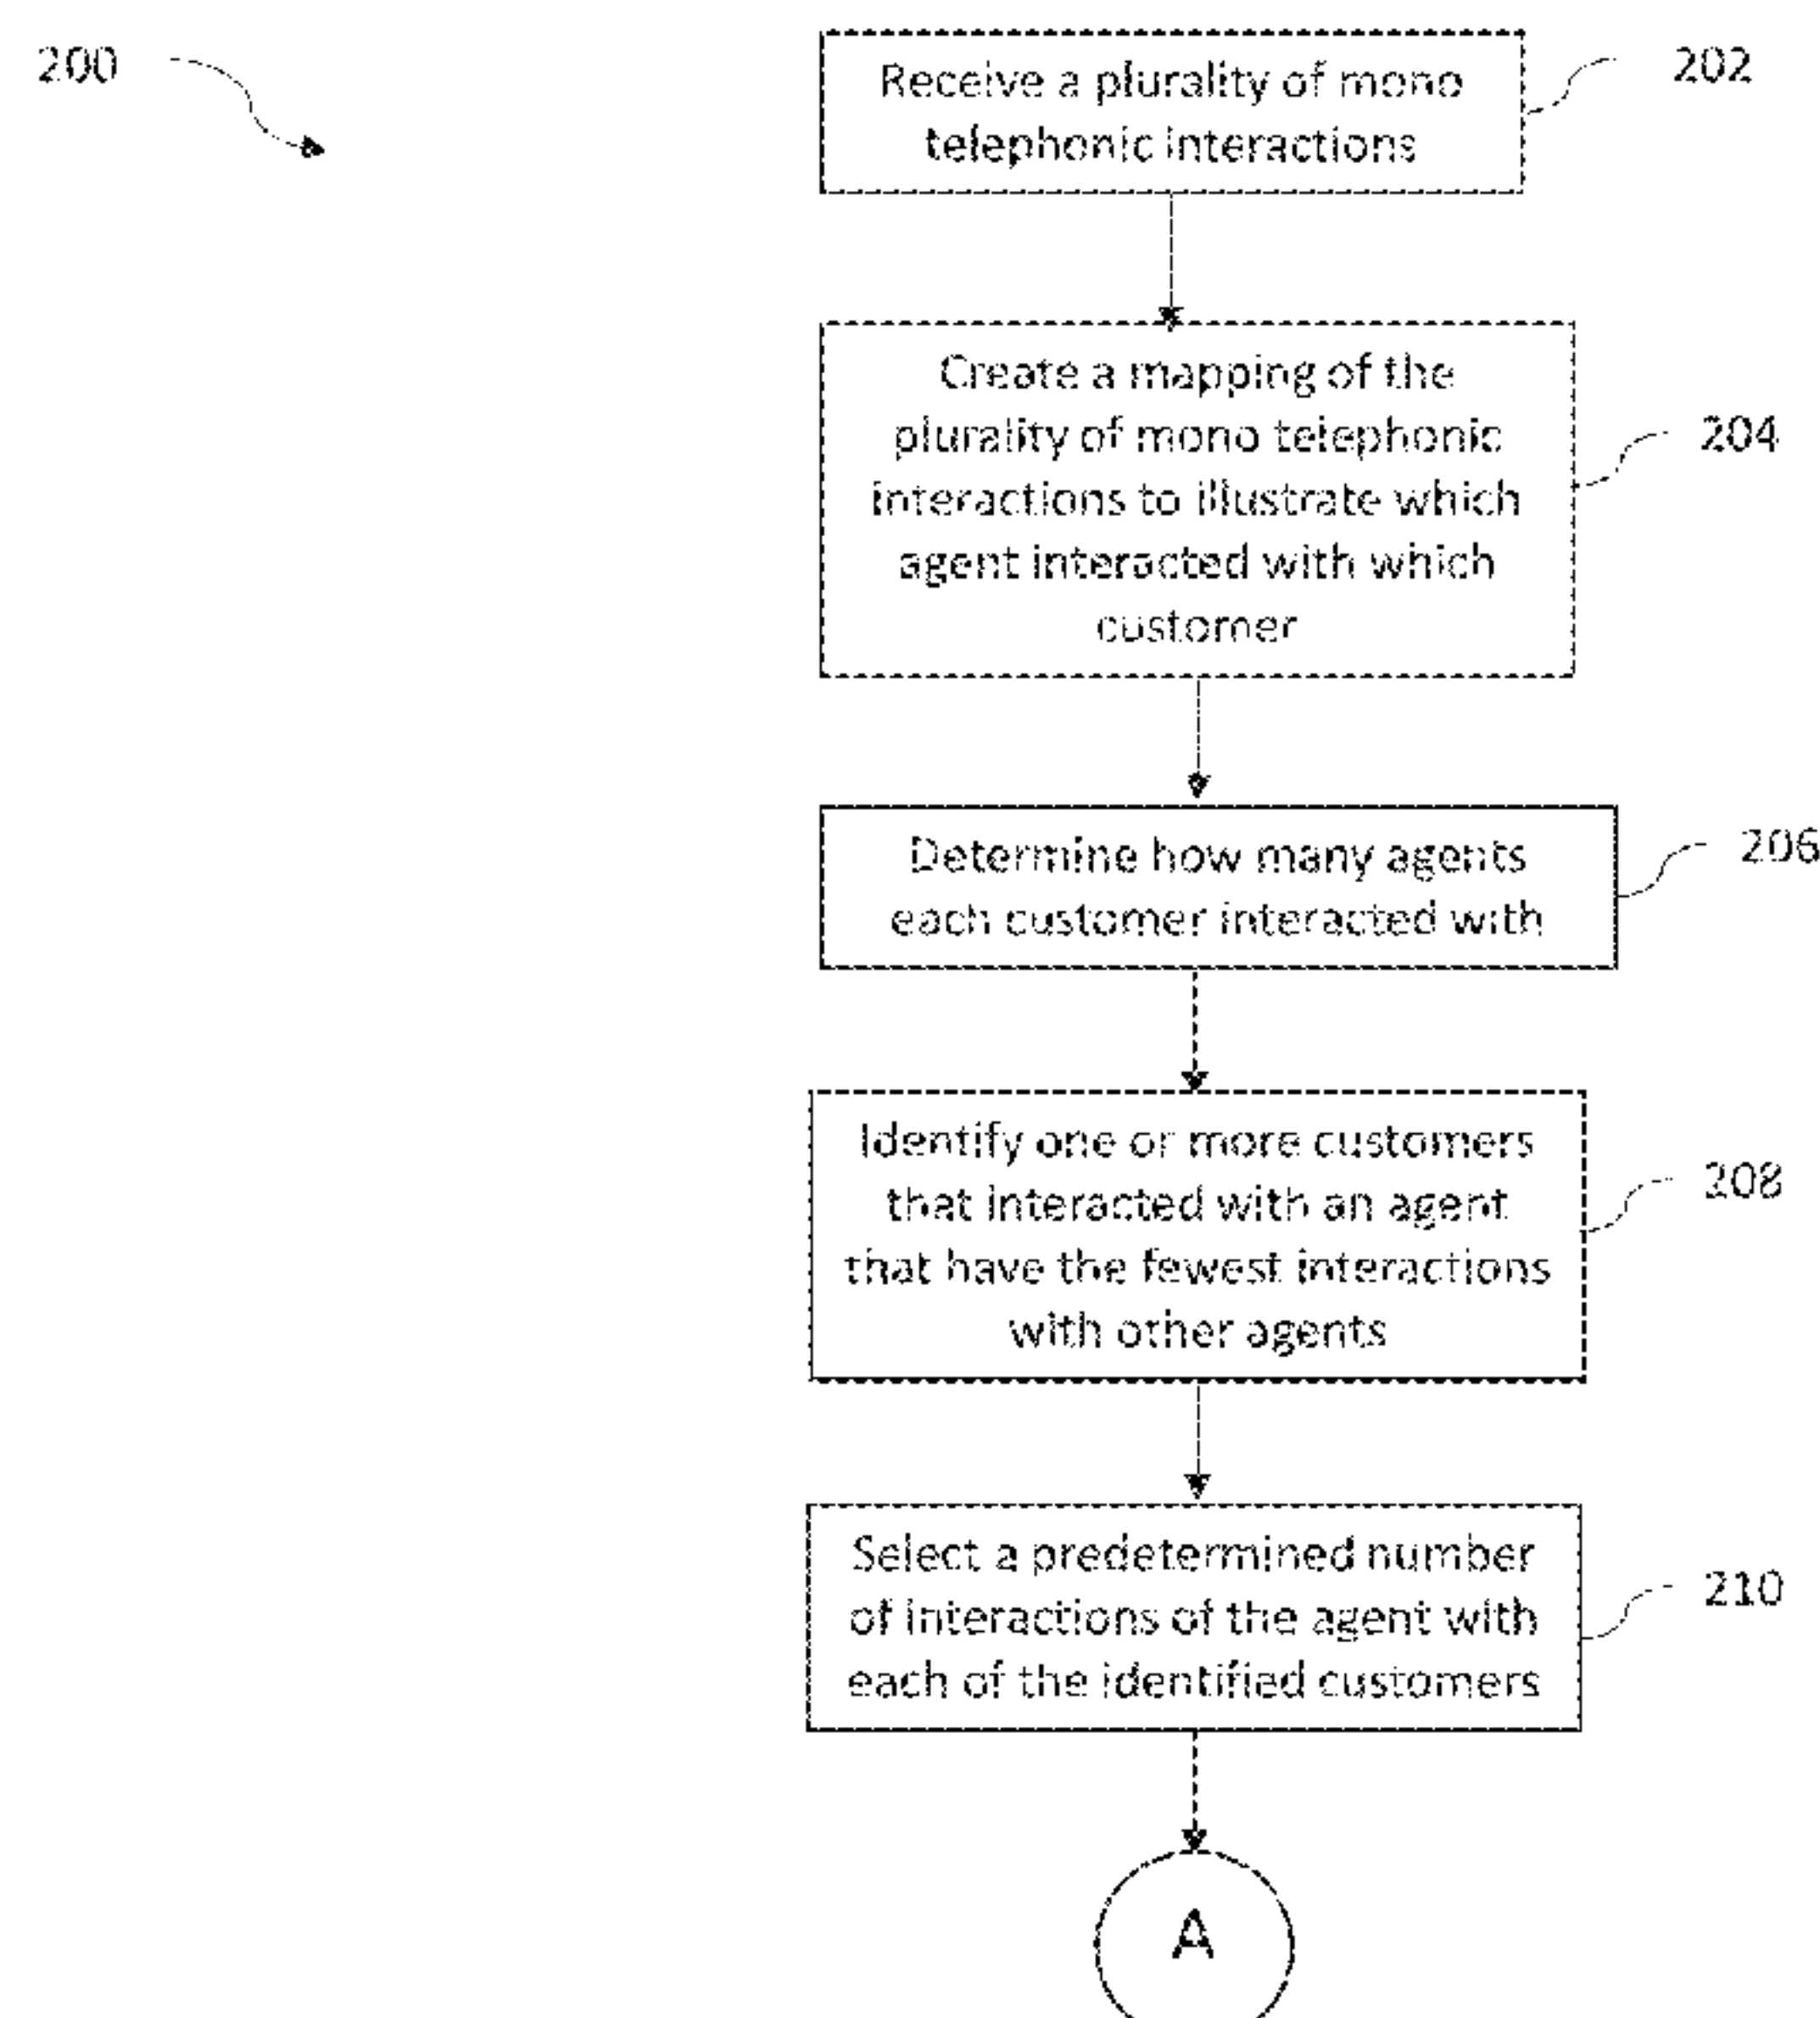 200
Receive a plurality of mono
telephonic interactions
202
Create a mapping of the
plurality of mono telephonic
interactions to illustrate which
agent interacted with which
customer
204
Determine how many agents
each customer interacted with
206
Identify one or more customers
that interacted with an agent
that have the fewest interactions
with other agents
208
Select a predetermined number
of interactions of the agent with
each of the identified customers
210
A